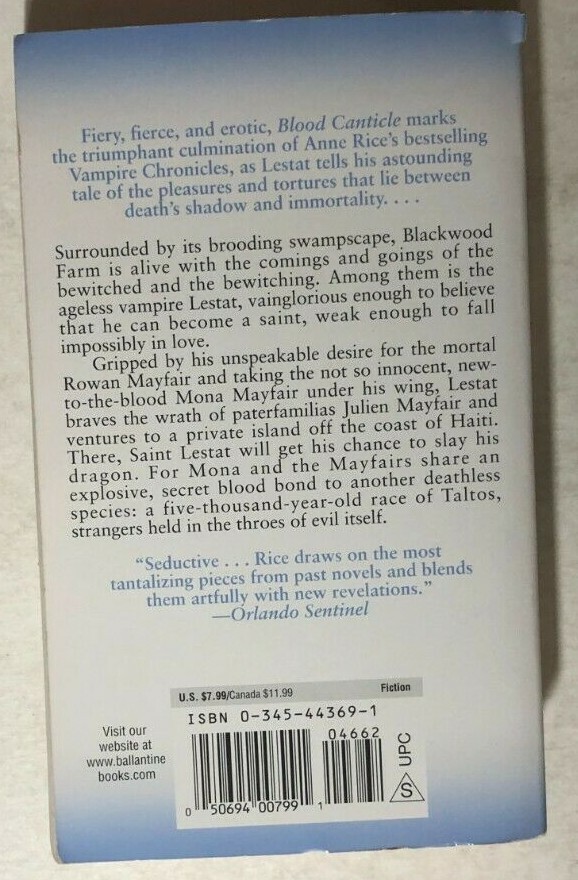 Fiery, fierce, and erotic, Blood Canticle marks
the triumphant culmination of Anne Rice's bestselling
Vampire Chronicles, as Lestat tells his astounding
tale of the pleasures and tortures that lie between
death's shadow and immortality. . . .
Surrounded by its brooding swampscape, Blackwood
Farm is alive with the comings and goings of the
bewitched and the bewitching. Among them is the
ageless vampire Lestat, vainglorious enough to believe
that he can become a saint, weak enough to fall
impossibly in love.
Gripped by his unspeakable desire for the mortal
Rowan Mayfair and taking the not so innocent, new-
to-the-blood Mona Mayfair under his wing, Lestat
braves the wrath of paterfamilias Julien Mayfair and
ventures to a private island off the coast of Haiti.
There, Saint Lestat will get his chance to slay his
dragon. For Mona and the Mayfairs share an
explosive, secret blood bond to another deathless
species: a five-thousand-year-old race of Taltos,
strangers held in the throes of evil itself.
"Seductive . . . Rice draws on the most
tantalizing pieces from past novels and blends
them artfully with new revelations."
—Orlando Sentinel
U.S. $7.99/Canada $11.99 Fiction
ISBN 0-345-44369-1
04662
UPC
S
0 50694 00799 1
Visit our
website at
www.ballantine
books.com